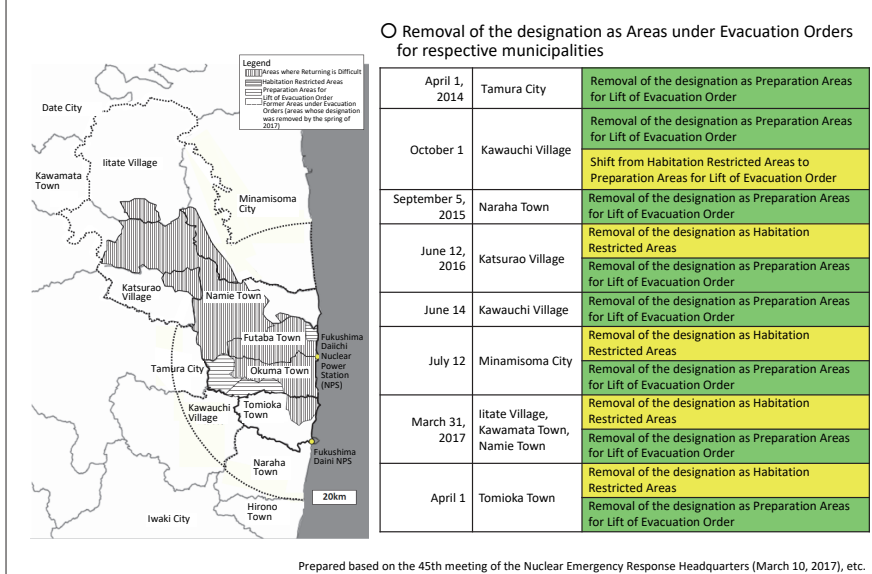 ○ Removal of the designation as Areas under Evacuation Orders
for respective municipalities
Legend
Areas where Returning is Difficult
Habitation Restricted Areas
Preparation Areas for
Lift of Evacuation Order
Former Areas under Evacuation
Orders (areas whose designation
was removed by the spring of
2017)
Date City
Iitate Village
Kawamata
Town
Minamisoma
City
Katsurao
Village
Namie Town
Futaba Town
Fukushima
Daiichi
Nuclear
Power
Station
(NPS)
Tamura City
Okuma Town
Kawauchi
Village
Tomioka
Town
Fukushima
Daini NPS
Naraha
Town
20km
Hirono
Town
Iwaki City
April 1,
2014
Tamura City
Removal of the designation as Preparation Areas
for Lift of Evacuation Order
October 1
Kawauchi Village
Removal of the designation as Preparation Areas
for Lift of Evacuation Order
Shift from Habitation Restricted Areas to
Preparation Areas for Lift of Evacuation Order
September 5,
2015
Naraha Town
Removal of the designation as Preparation Areas
for Lift of Evacuation Order
June 12,
2016
Katsurao Village
Removal of the designation as Habitation
Restricted Areas
Removal of the designation as Preparation Areas
for Lift of Evacuation Order
June 14
Kawauchi Village
Removal of the designation as Preparation Areas
for Lift of Evacuation Order
July 12
Minamisoma City
Removal of the designation as Habitation
Restricted Areas
Removal of the designation as Preparation Areas
for Lift of Evacuation Order
March 31,
2017
Iitate Village,
Kawamata Town,
Namie Town
Removal of the designation as Habitation
Restricted Areas
Removal of the designation as Preparation Areas
for Lift of Evacuation Order
April 1
Tomioka Town
Removal of the designation as Habitation
Restricted Areas
Removal of the designation as Preparation Areas
for Lift of Evacuation Order
Prepared based on the 45th meeting of the Nuclear Emergency Response Headquarters (March 10, 2017), etc.